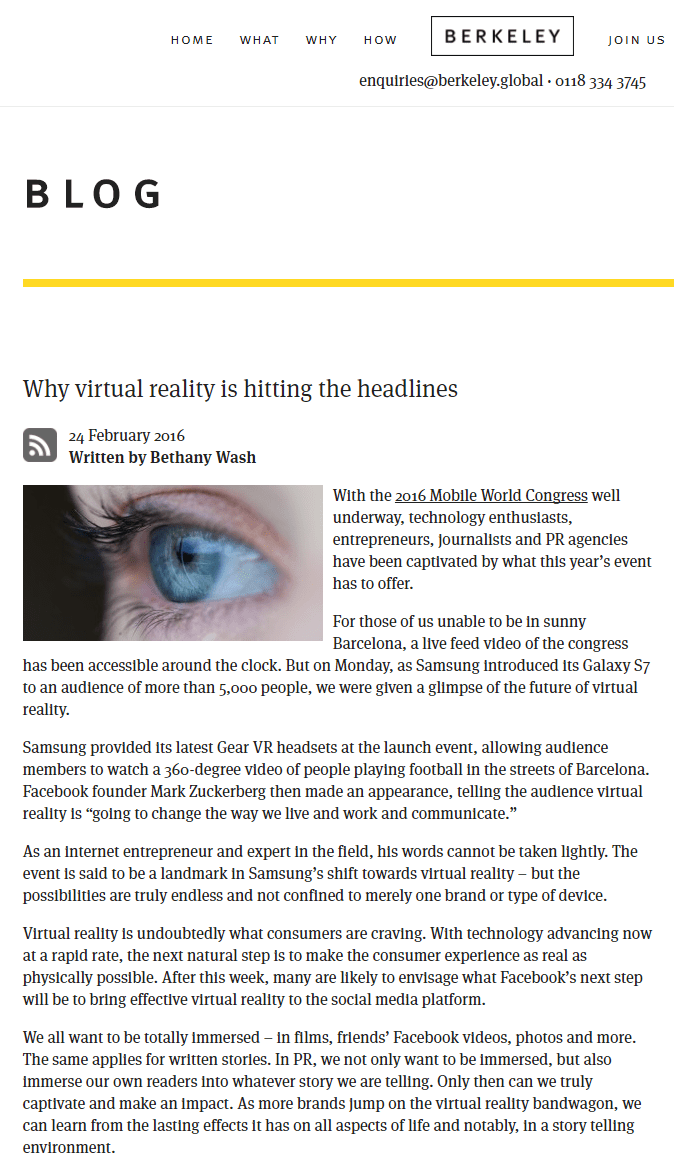 HOME WHAT WHY HOW BERKELEY JOIN US
enquiries@berkeley.global • 0118 334 3745
BLOG
Why virtual reality is hitting the headlines
24 February 2016
Written by Bethany Wash
With the 2016 Mobile World Congress well
underway, technology enthusiasts,
entrepreneurs, journalists and PR agencies
have been captivated by what this year’s event
has to offer.
For those of us unable to be in sunny
Barcelona, a live feed video of the congress
has been accessible around the clock. But on Monday, as Samsung introduced its Galaxy S7
to an audience of more than 5,000 people, we were given a glimpse of the future of virtual
reality.
Samsung provided its latest Gear VR headsets at the launch event, allowing audience
members to watch a 360-degree video of people playing football in the streets of Barcelona.
Facebook founder Mark Zuckerberg then made an appearance, telling the audience virtual
reality is “going to change the way we live and work and communicate.”
As an internet entrepreneur and expert in the field, his words cannot be taken lightly. The
event is said to be a landmark in Samsung’s shift towards virtual reality – but the
possibilities are truly endless and not confined to merely one brand or type of device.
Virtual reality is undoubtedly what consumers are craving. With technology advancing now
at a rapid rate, the next natural step is to make the consumer experience as real as
physically possible. After this week, many are likely to envisage what Facebook’s next step
will be to bring effective virtual reality to the social media platform.
We all want to be totally immersed – in films, friends’ Facebook videos, photos and more.
The same applies for written stories. In PR, we not only want to be immersed, but also
immerse our own readers into whatever story we are telling. Only then can we truly
captivate and make an impact. As more brands jump on the virtual reality bandwagon, we
can learn from the lasting effects it has on all aspects of life and notably, in a story telling
environment.